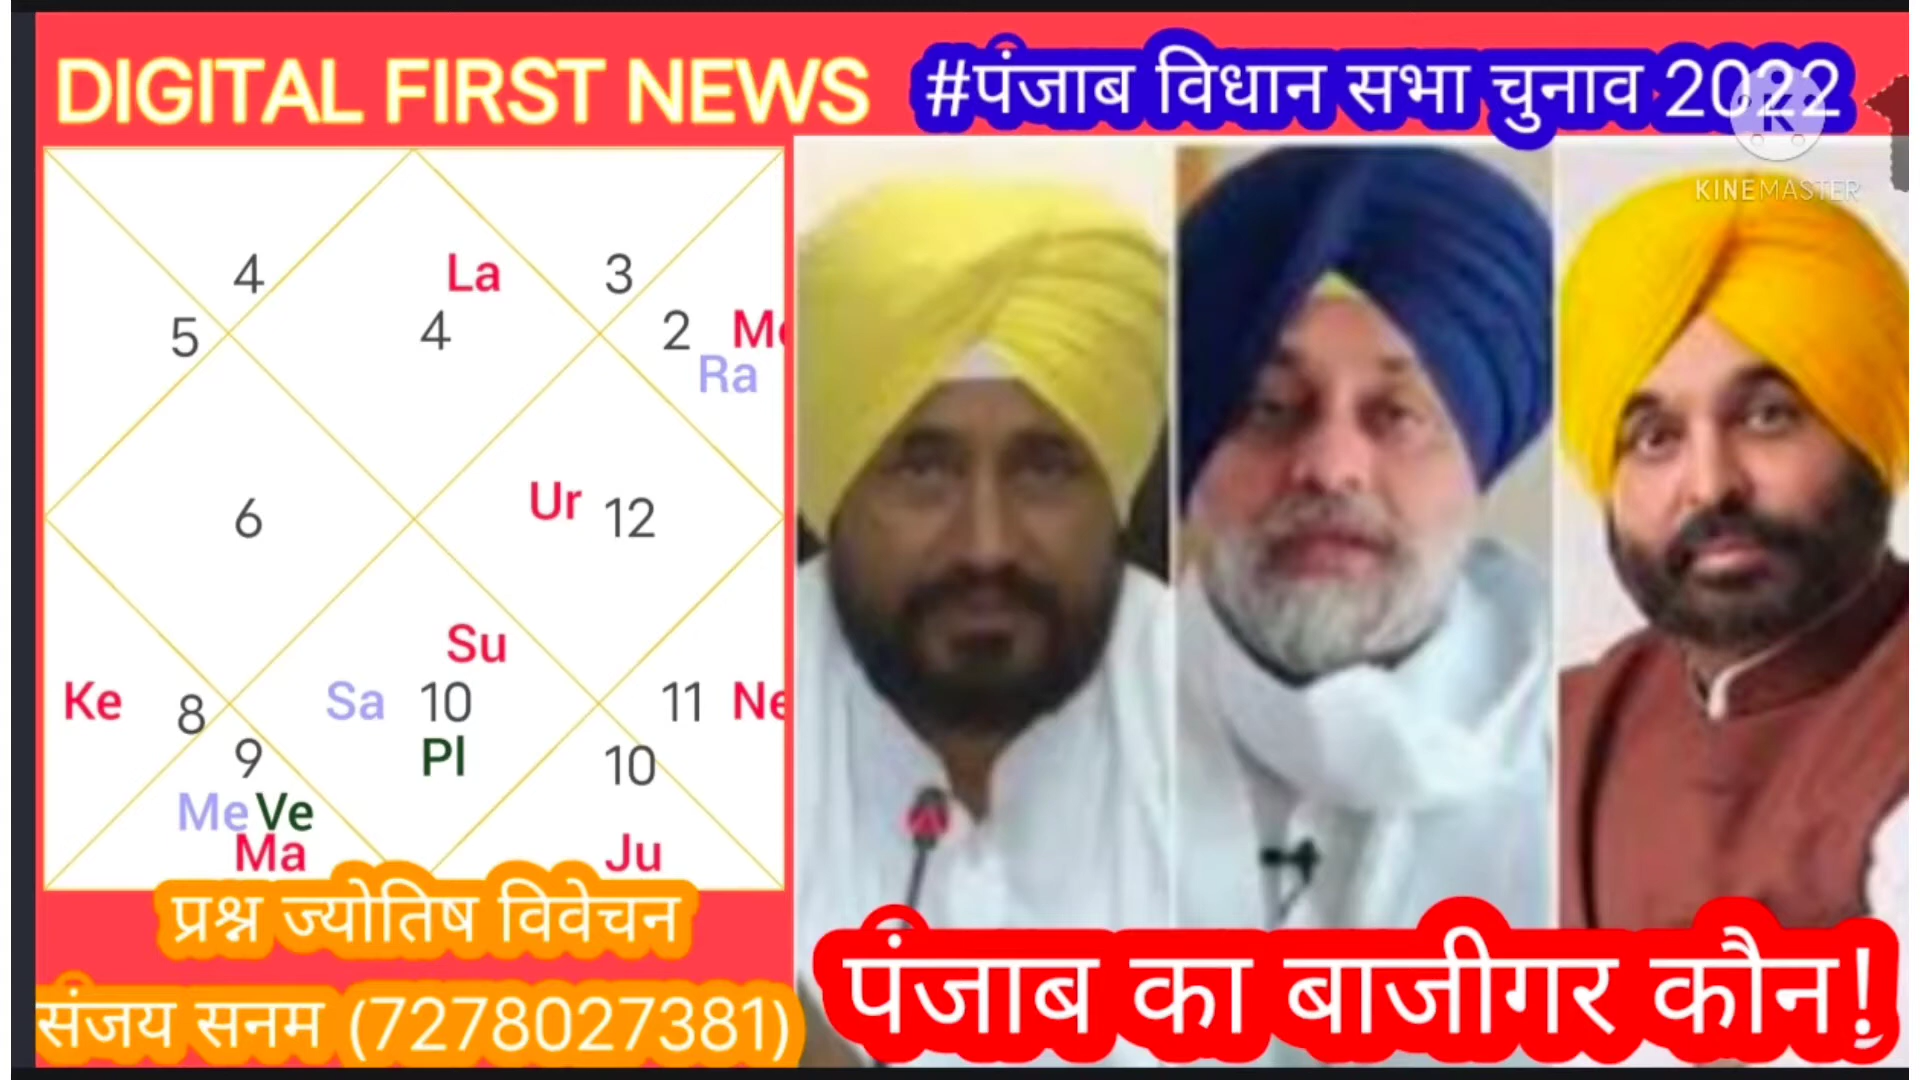 DIGITAL FIRST NEWS
#पंजाब विधान सभा चुनाव 2022
KINEMASTER
4
La
3
5
4
2
Ra
Ur
6
12
Su
Ke
8
Sa
10
11
Ne
9
Pl
10
Me Ve
Ma
Ju
प्रश्न ज्योतिष विवेचन
संजय सनम (7278027381)
पंजाब का बाजीगर कौन!